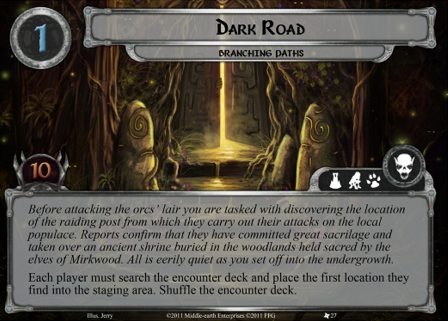 1
DARK ROAD
BRANCHING PATHS
10
Before attacking the orcs' lair you are tasked with discovering the location
of the raiding post from which they carry out their attacks on the local
populace. Reports confirm that they have committed great sacrilage and
taken over an ancient shrine buried in the woodlands held sacred by the
elves of Mirkwood. All is eerily quiet as you set off into the undergrowth.
Each player must search the encounter deck and place the first location they
find into the staging area. Shuffle the encounter deck.
Illus. Jerry ©2011 Middle-earth Enterprises ©2011 FFG 27